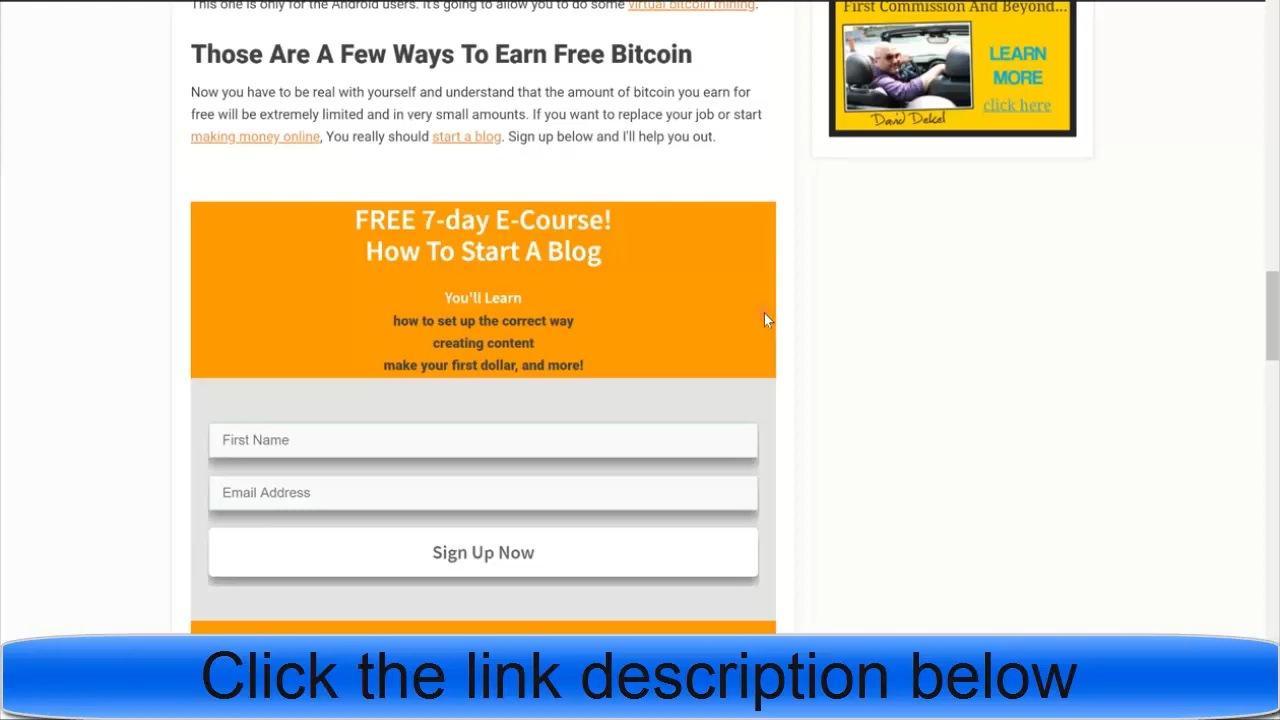 This one is only for the Android users. It's going to allow you to do some virtual bitcoin mining.
Those Are A Few Ways To Earn Free Bitcoin
Now you have to be real with yourself and understand that the amount of bitcoin you earn for
free will be extremely limited and in very small amounts. If you want to replace your job or start
making money online, You really should start a blog. Sign up below and I'll help you out.
FREE 7-day E-Course!
How To Start A Blog
You'll Learn
how to set up the correct way
creating content
make your first dollar, and more!
First Name
Email Address
Sign Up Now
First Commission And Beyond...
LEARN
MORE
click here
David Dekel
Click the link description below